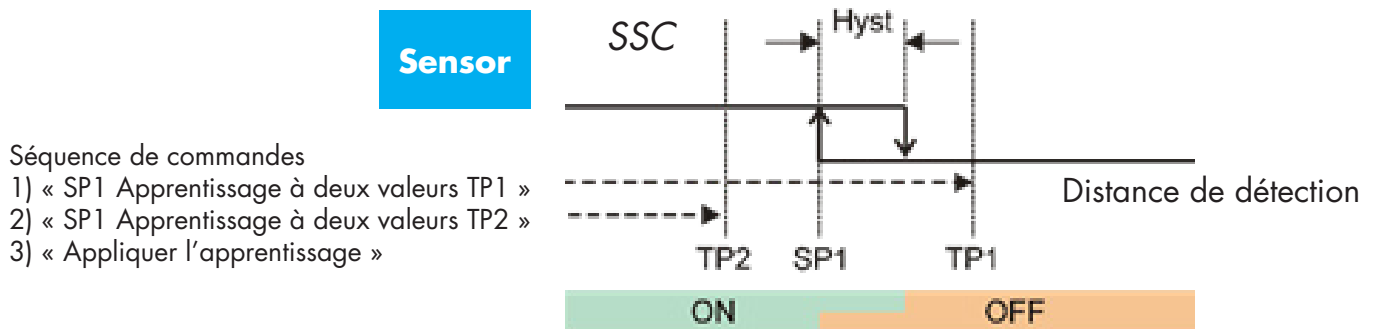 Sensor
SSC
Hyst
Séquence de commandes
1) « SP1 Apprentissage à deux valeurs TP1 »
2) « SP1 Apprentissage à deux valeurs TP2 »
3) « Appliquer l’apprentissage »
Distance de détection
TP2 SP1 TP1
ON OFF